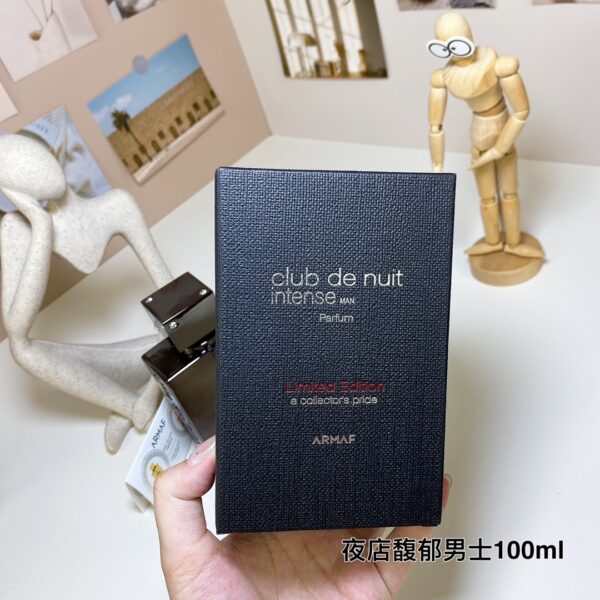 club de nuit
intense MAN
Parfum
Limited Edition
a collector's pride
ARMAF
ARMAF
夜店馥郁男士100ml